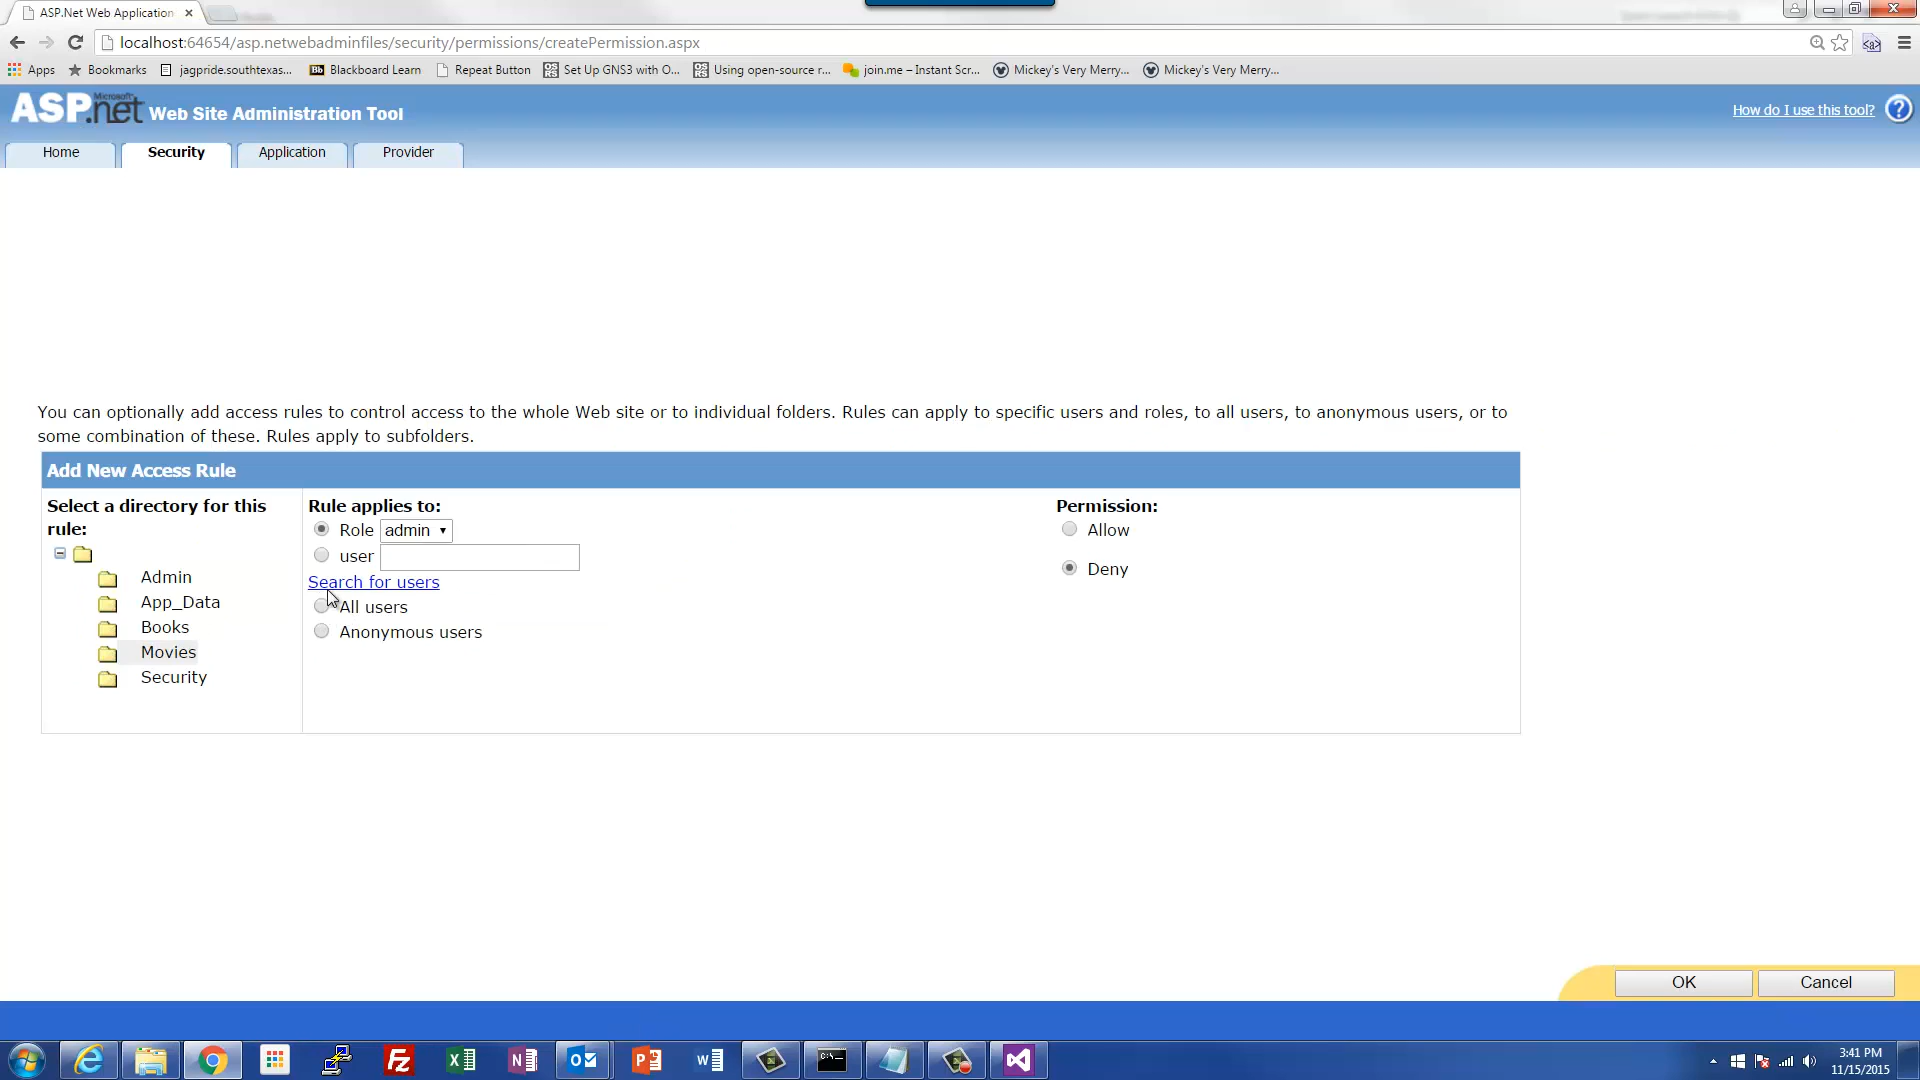 ASP.Net Web Application
localhost:64654/asp.netwebadminfiles/security/permissions/createPermission.aspx
Apps Bookmarks jagpride.southtexas... Bb Blackboard Learn Repeat Button Set Up GNS3 with O... Using open-source r... join.me – Instant Scr... Mickey's Very Merry... Mickey's Very Merry...
Microsoft
ASP.net Web Site Administration Tool
How do I use this tool? ?
Home Security Application Provider
You can optionally add access rules to control access to the whole Web site or to individual folders. Rules can apply to specific users and roles, to all users, to anonymous users, or to
some combination of these. Rules apply to subfolders.
Add New Access Rule
Select a directory for this
rule:
Admin
App_Data
Books
Movies
Security
Rule applies to:
Role admin
user
Search for users
All users
Anonymous users
Permission:
Allow
Deny
OK Cancel
3:41 PM
11/15/2015